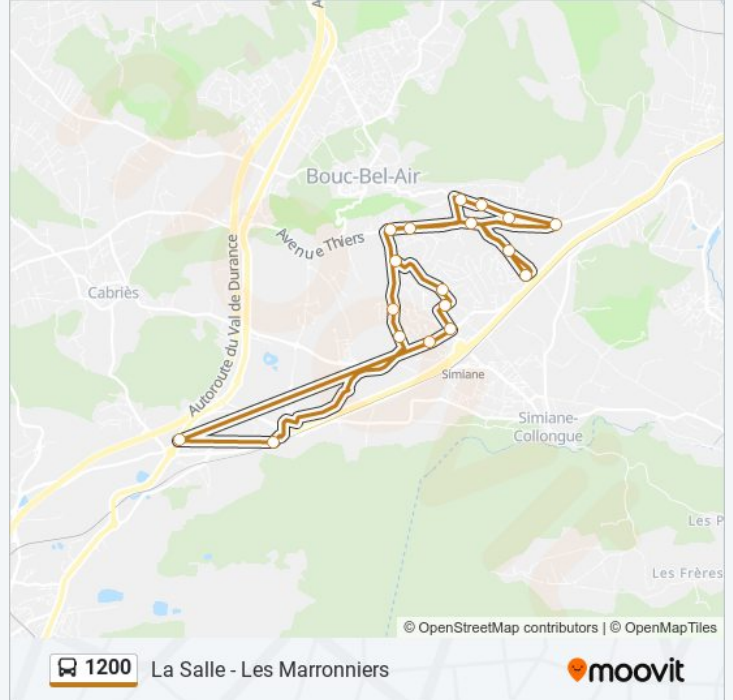 A
Bouc-Bel-Air
Avenue Thiers
Autoroute du Val de Durance
Cabriès
Simiane
Simiane-
Collongue
Les P
Les Frères
© OpenStreetMap contributors | © OpenMapTiles
1200 La Salle - Les Marronniers
moovit